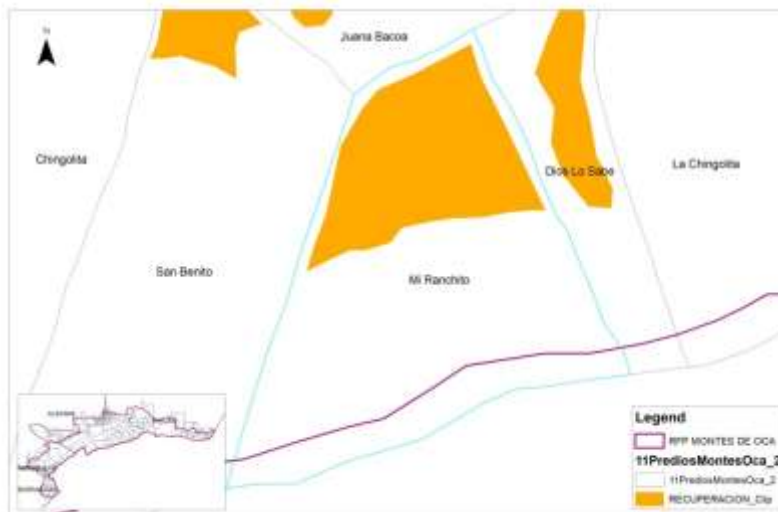 N
Juana Bacoa
Chingolita
Dios Lo Sabe
La Chingolita
San Benito
Mi Ranchito
Legend
RFP MONTES DE OCA
11PrediosMontesOca_2
11PrediosMontesOca_2
RECUPERACION_Clip